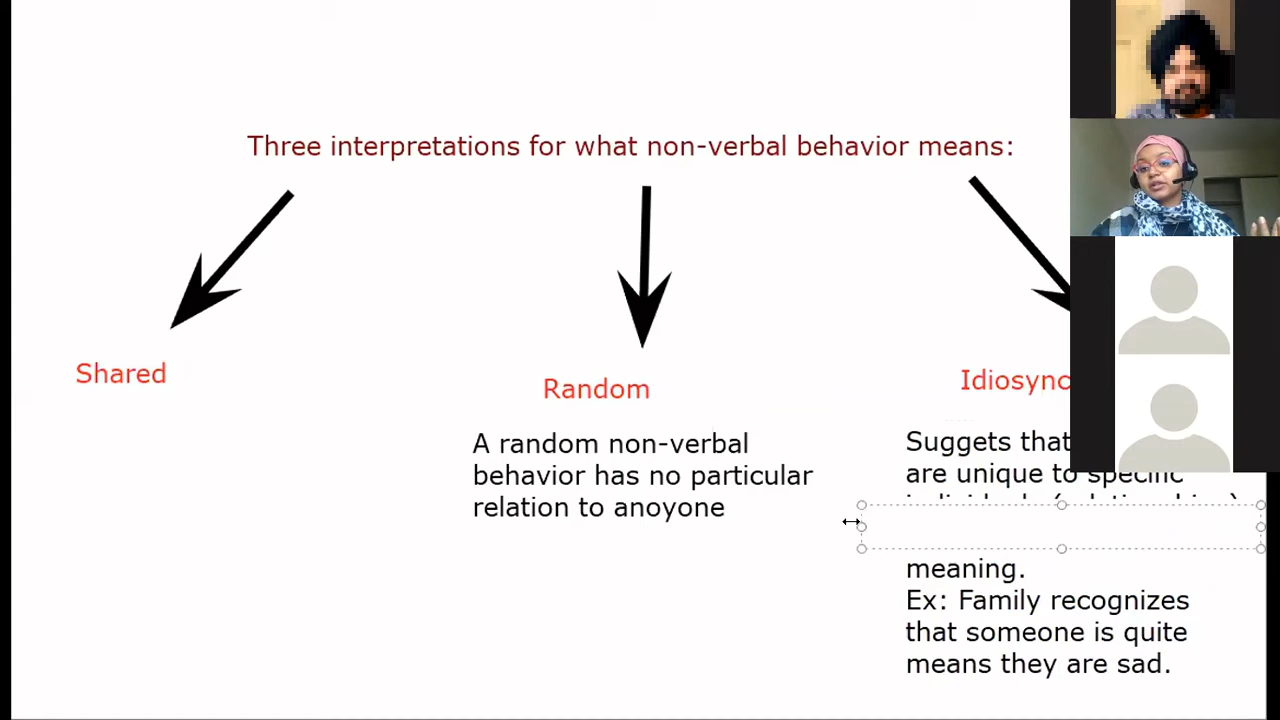 Three interpretations for what non-verbal behavior means:
Shared
Random
A random non-verbal
behavior has no particular
relation to anoyone
Idiosync
Suggets that
are unique to specific
meaning.
Ex: Family recognizes
that someone is quite
means they are sad.